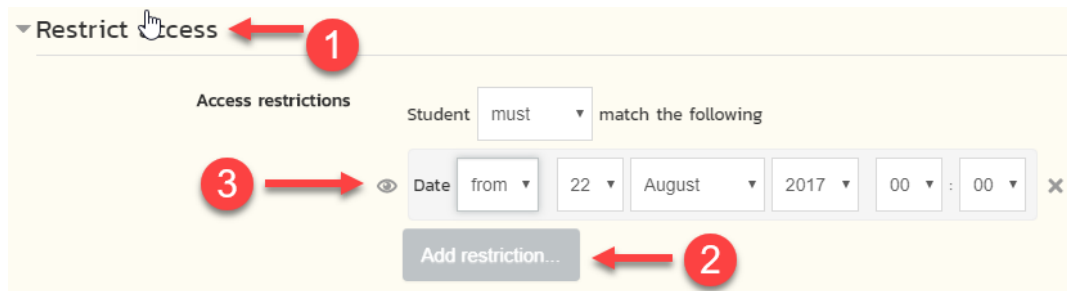 Restrict access
1
Access restrictions
Student must match the following
3
Date from 22 August 2017 00 : 00
Add restriction...
2